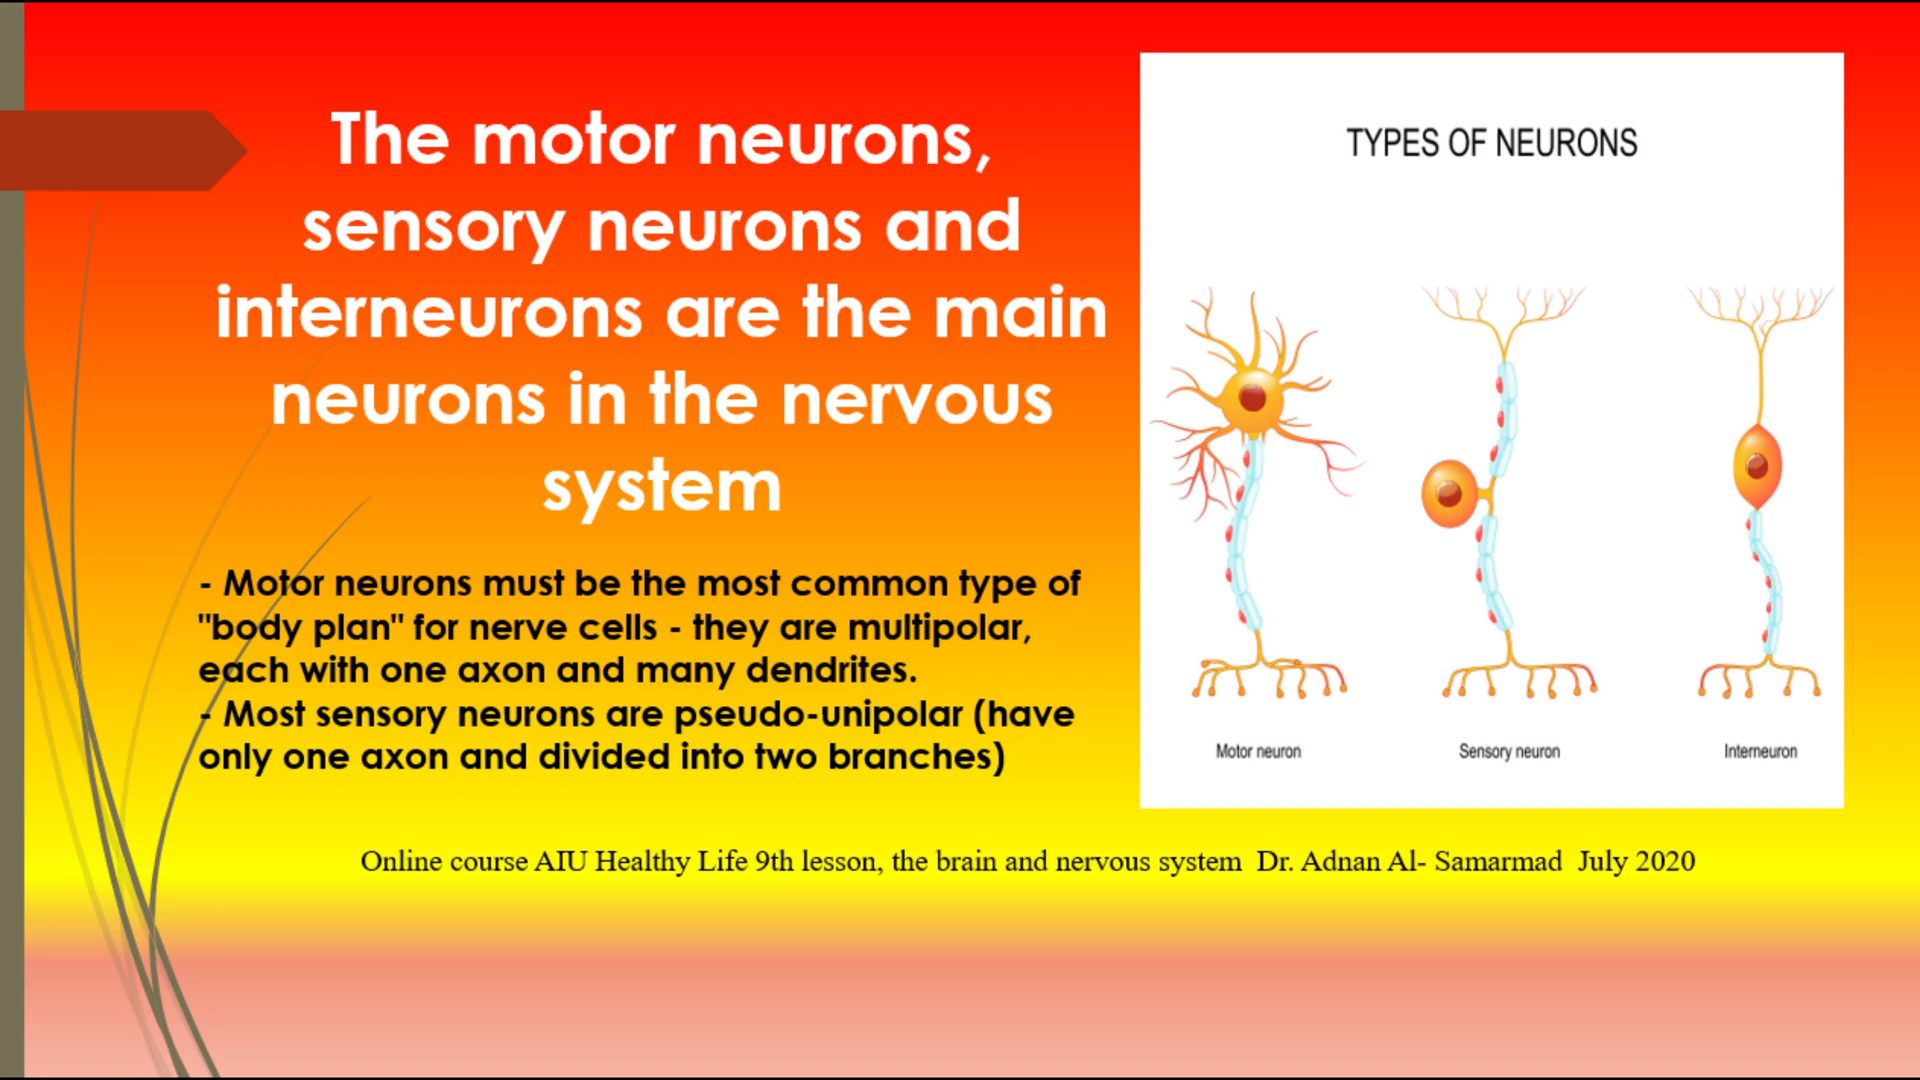 The motor neurons,
sensory neurons and
interneurons are the main
neurons in the nervous
system
- Motor neurons must be the most common type of
"body plan" for nerve cells - they are multipolar,
each with one axon and many dendrites.
- Most sensory neurons are pseudo-unipolar (have
only one axon and divided into two branches)
TYPES OF NEURONS
Motor neuron
Sensory neuron
Interneuron
Online course AIU Healthy Life 9th lesson, the brain and nervous system  Dr. Adnan Al- Samarmad  July 2020